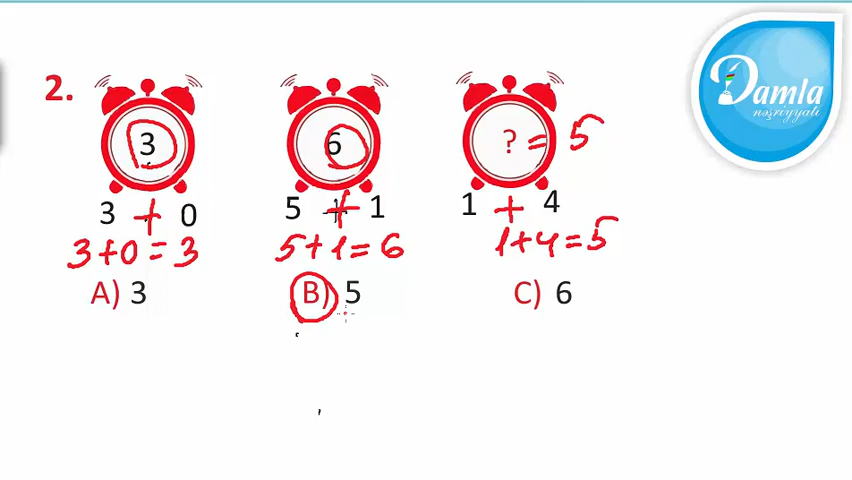 2.
3 6 ? = 5
3 + 0 5 + 1 1 + 4
3+0=3 5+1=6 1+4=5
A) 3 B) 5 C) 6
Damla
nəşriyyatı